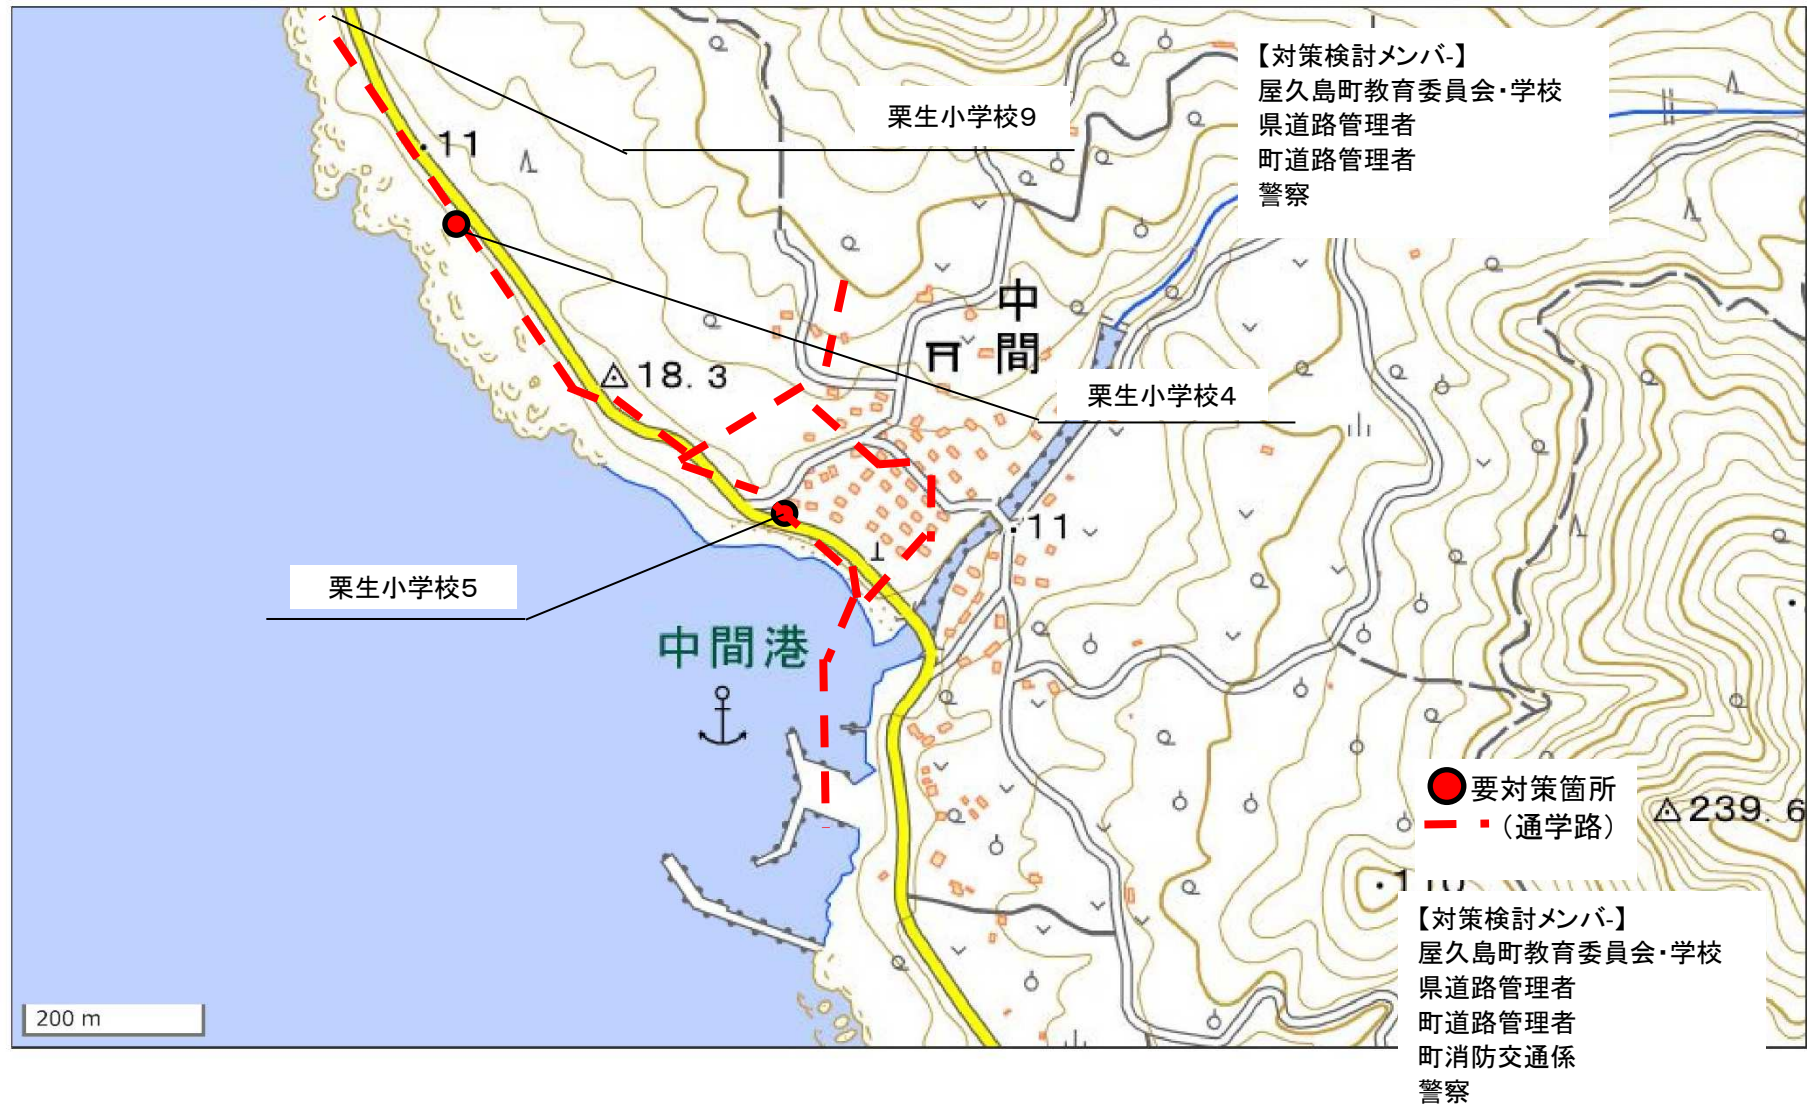 【対策検討メンバ-】
屋久島町教育委員会・学校
県道路管理者
町道路管理者
警察
栗生小学校9
・11
中間
18.3
栗生小学校4
・11
栗生小学校5
中間港
要対策箇所
(通学路)
239.6
【対策検討メンバ-】
屋久島町教育委員会・学校
県道路管理者
町道路管理者
町消防交通係
警察
200 m